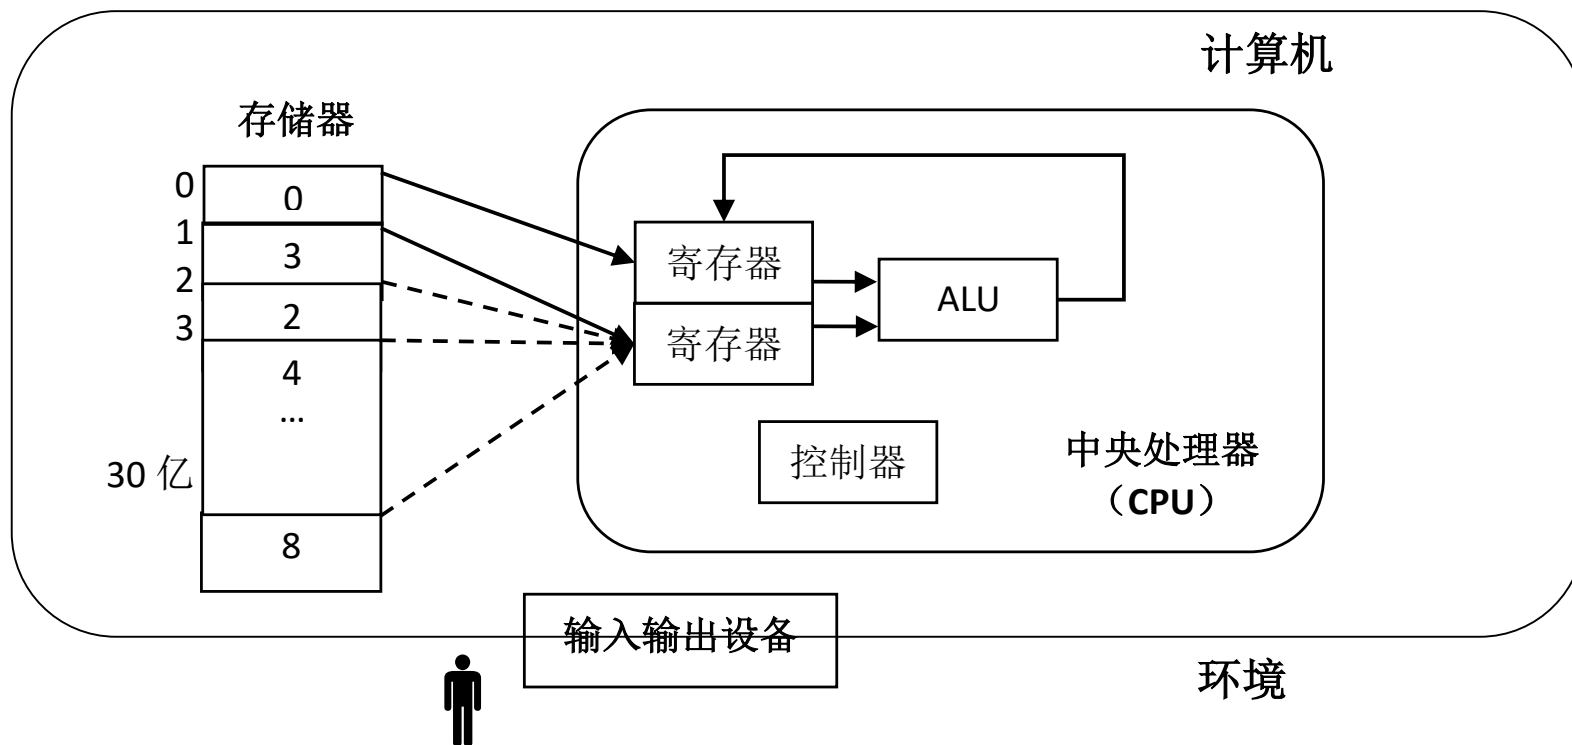 计算机
存储器
0
0
1
3
2
2
3
4
...
30 亿
8
寄存器
寄存器
ALU
控制器
中央处理器
（CPU）
输入输出设备
环境